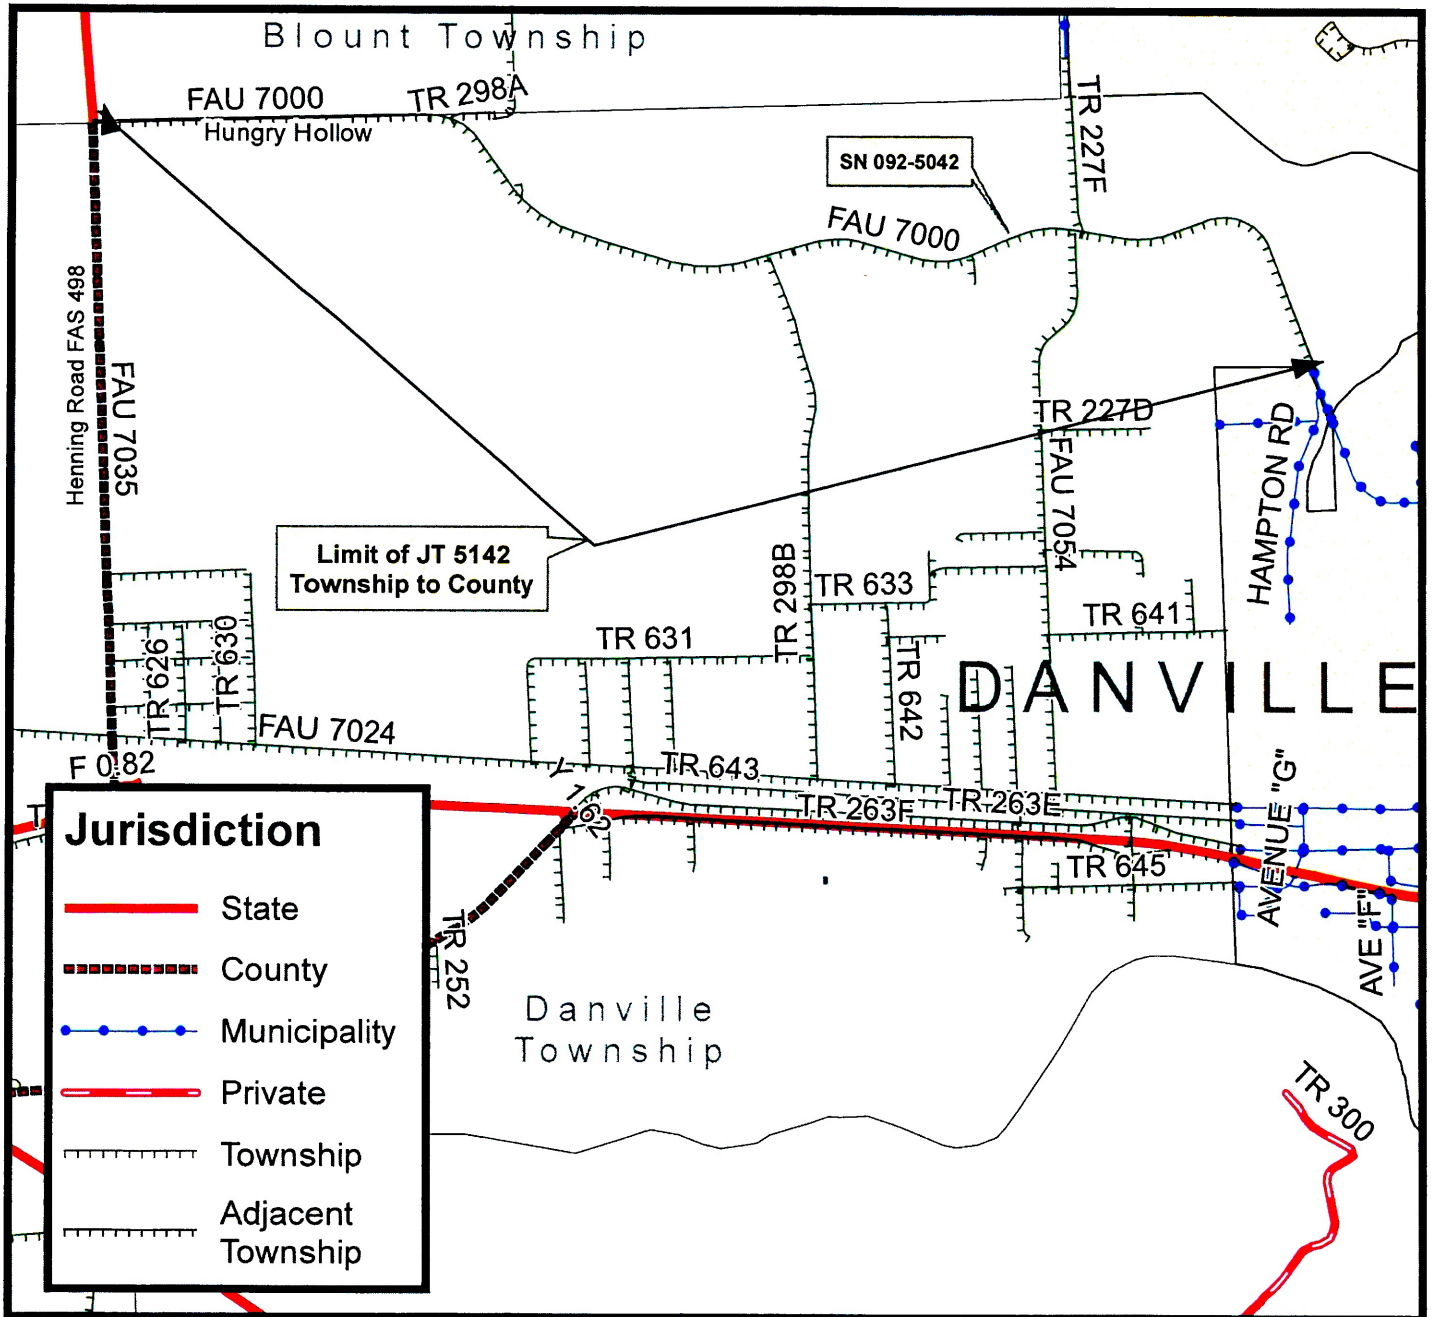 Blount Township
FAU 7000
TR 298A
Hungry Hollow
TR 227F
SN 092-5042
FAU 7000
Henning Road FAS 498
FAU 7035
TR 227D
HAMPTON RD
FAU 7054
Limit of JT 5142
Township to County
TR 298B
TR 633
TR 641
TR 626
TR 630
TR 631
TR 642
DANVILLE
FAU 7024
F 0.82
TR 643
1.62
TR 263F
TR 263E
AVENUE "G"
TR 645
AVE "F"
TR 252
Danville
Township
TR 300
Jurisdiction
State
County
Municipality
Private
Township
Adjacent
Township